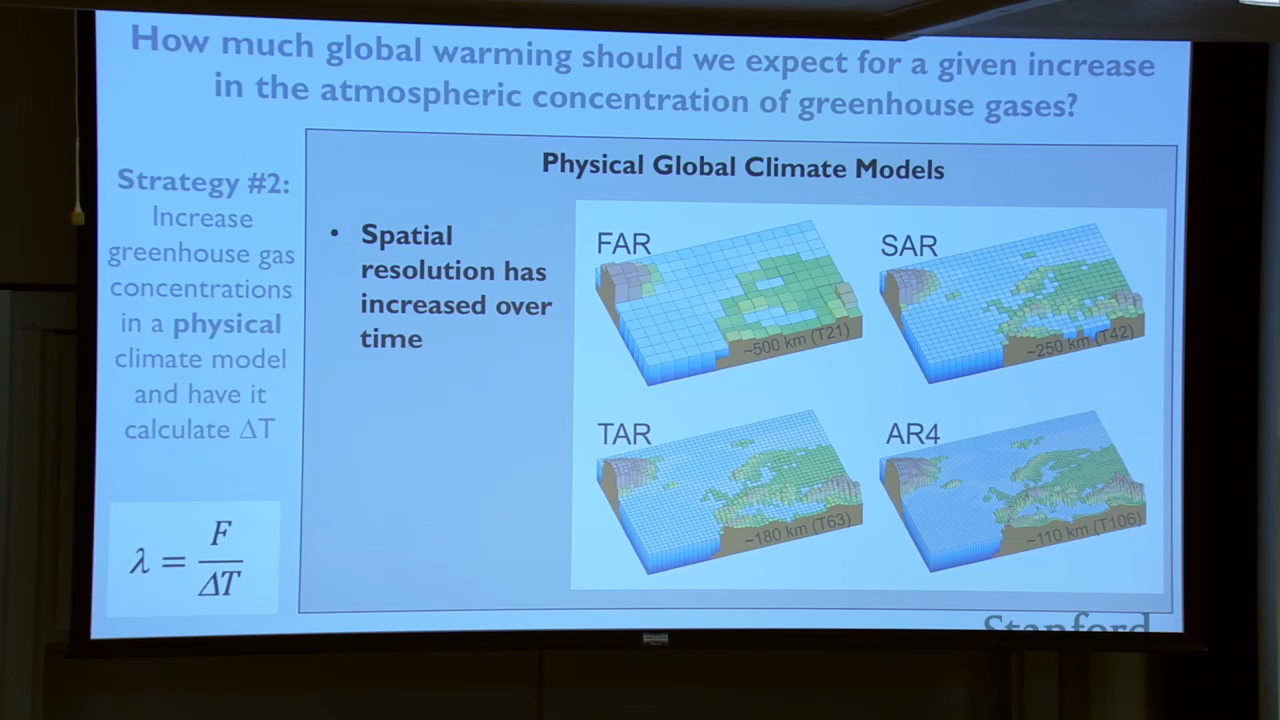 How much global warming should we expect for a given increase
in the atmospheric concentration of greenhouse gases?
Strategy #2:
Increase
greenhouse gas
concentrations
in a physical
climate model
and have it
calculate ΔT
λ = F / ΔT
Physical Global Climate Models
• Spatial
resolution has
increased over
time
FAR
~500 km (T21)
SAR
~250 km (T42)
TAR
~180 km (T63)
AR4
~110 km (T106)
Stanford